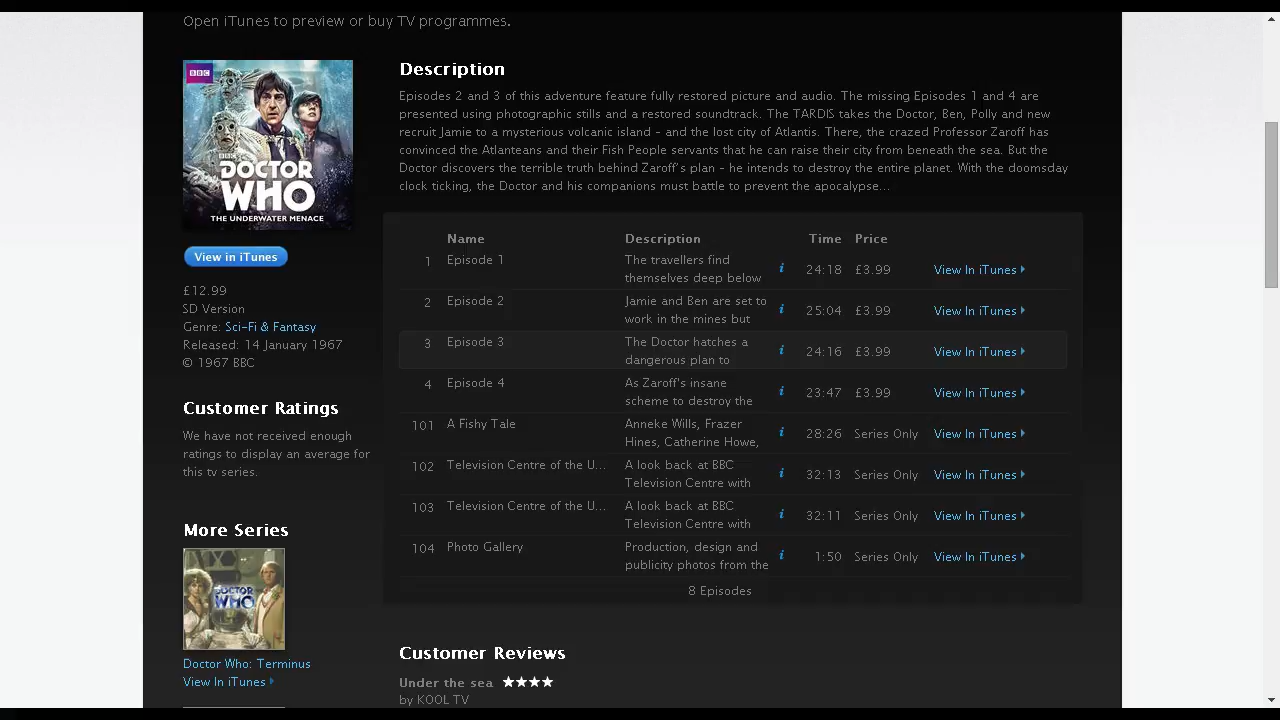 Open iTunes to preview or buy TV programmes.
BBC
BBC
DOCTOR
WHO
THE UNDERWATER MENACE
View in iTunes
£12.99
SD Version
Genre: Sci-Fi & Fantasy
Released: 14 January 1967
© 1967 BBC
Customer Ratings
We have not received enough
ratings to display an average for
this tv series.
More Series
DOCTOR
WHO
Doctor Who: Terminus
View In iTunes
Description
Episodes 2 and 3 of this adventure feature fully restored picture and audio. The missing Episodes 1 and 4 are
presented using photographic stills and a restored soundtrack. The TARDIS takes the Doctor, Ben, Polly and new
recruit Jamie to a mysterious volcanic island – and the lost city of Atlantis. There, the crazed Professor Zaroff has
convinced the Atlanteans and their Fish People servants that he can raise their city from beneath the sea. But the
Doctor discovers the terrible truth behind Zaroff's plan – he intends to destroy the entire planet. With the doomsday
clock ticking, the Doctor and his companions must battle to prevent the apocalypse...
Name Description Time Price
1 Episode 1 The travellers find themselves deep below i 24:18 £3.99 View In iTunes
2 Episode 2 Jamie and Ben are set to work in the mines but i 25:04 £3.99 View In iTunes
3 Episode 3 The Doctor hatches a dangerous plan to i 24:16 £3.99 View In iTunes
4 Episode 4 As Zaroff's insane scheme to destroy the i 23:47 £3.99 View In iTunes
101 A Fishy Tale Anneke Wills, Frazer Hines, Catherine Howe, i 28:26 Series Only View In iTunes
102 Television Centre of the U... A look back at BBC Television Centre with i 32:13 Series Only View In iTunes
103 Television Centre of the U... A look back at BBC Television Centre with i 32:11 Series Only View In iTunes
104 Photo Gallery Production, design and publicity photos from the i 1:50 Series Only View In iTunes
8 Episodes
Customer Reviews
Under the sea ★★★★
by KOOL TV